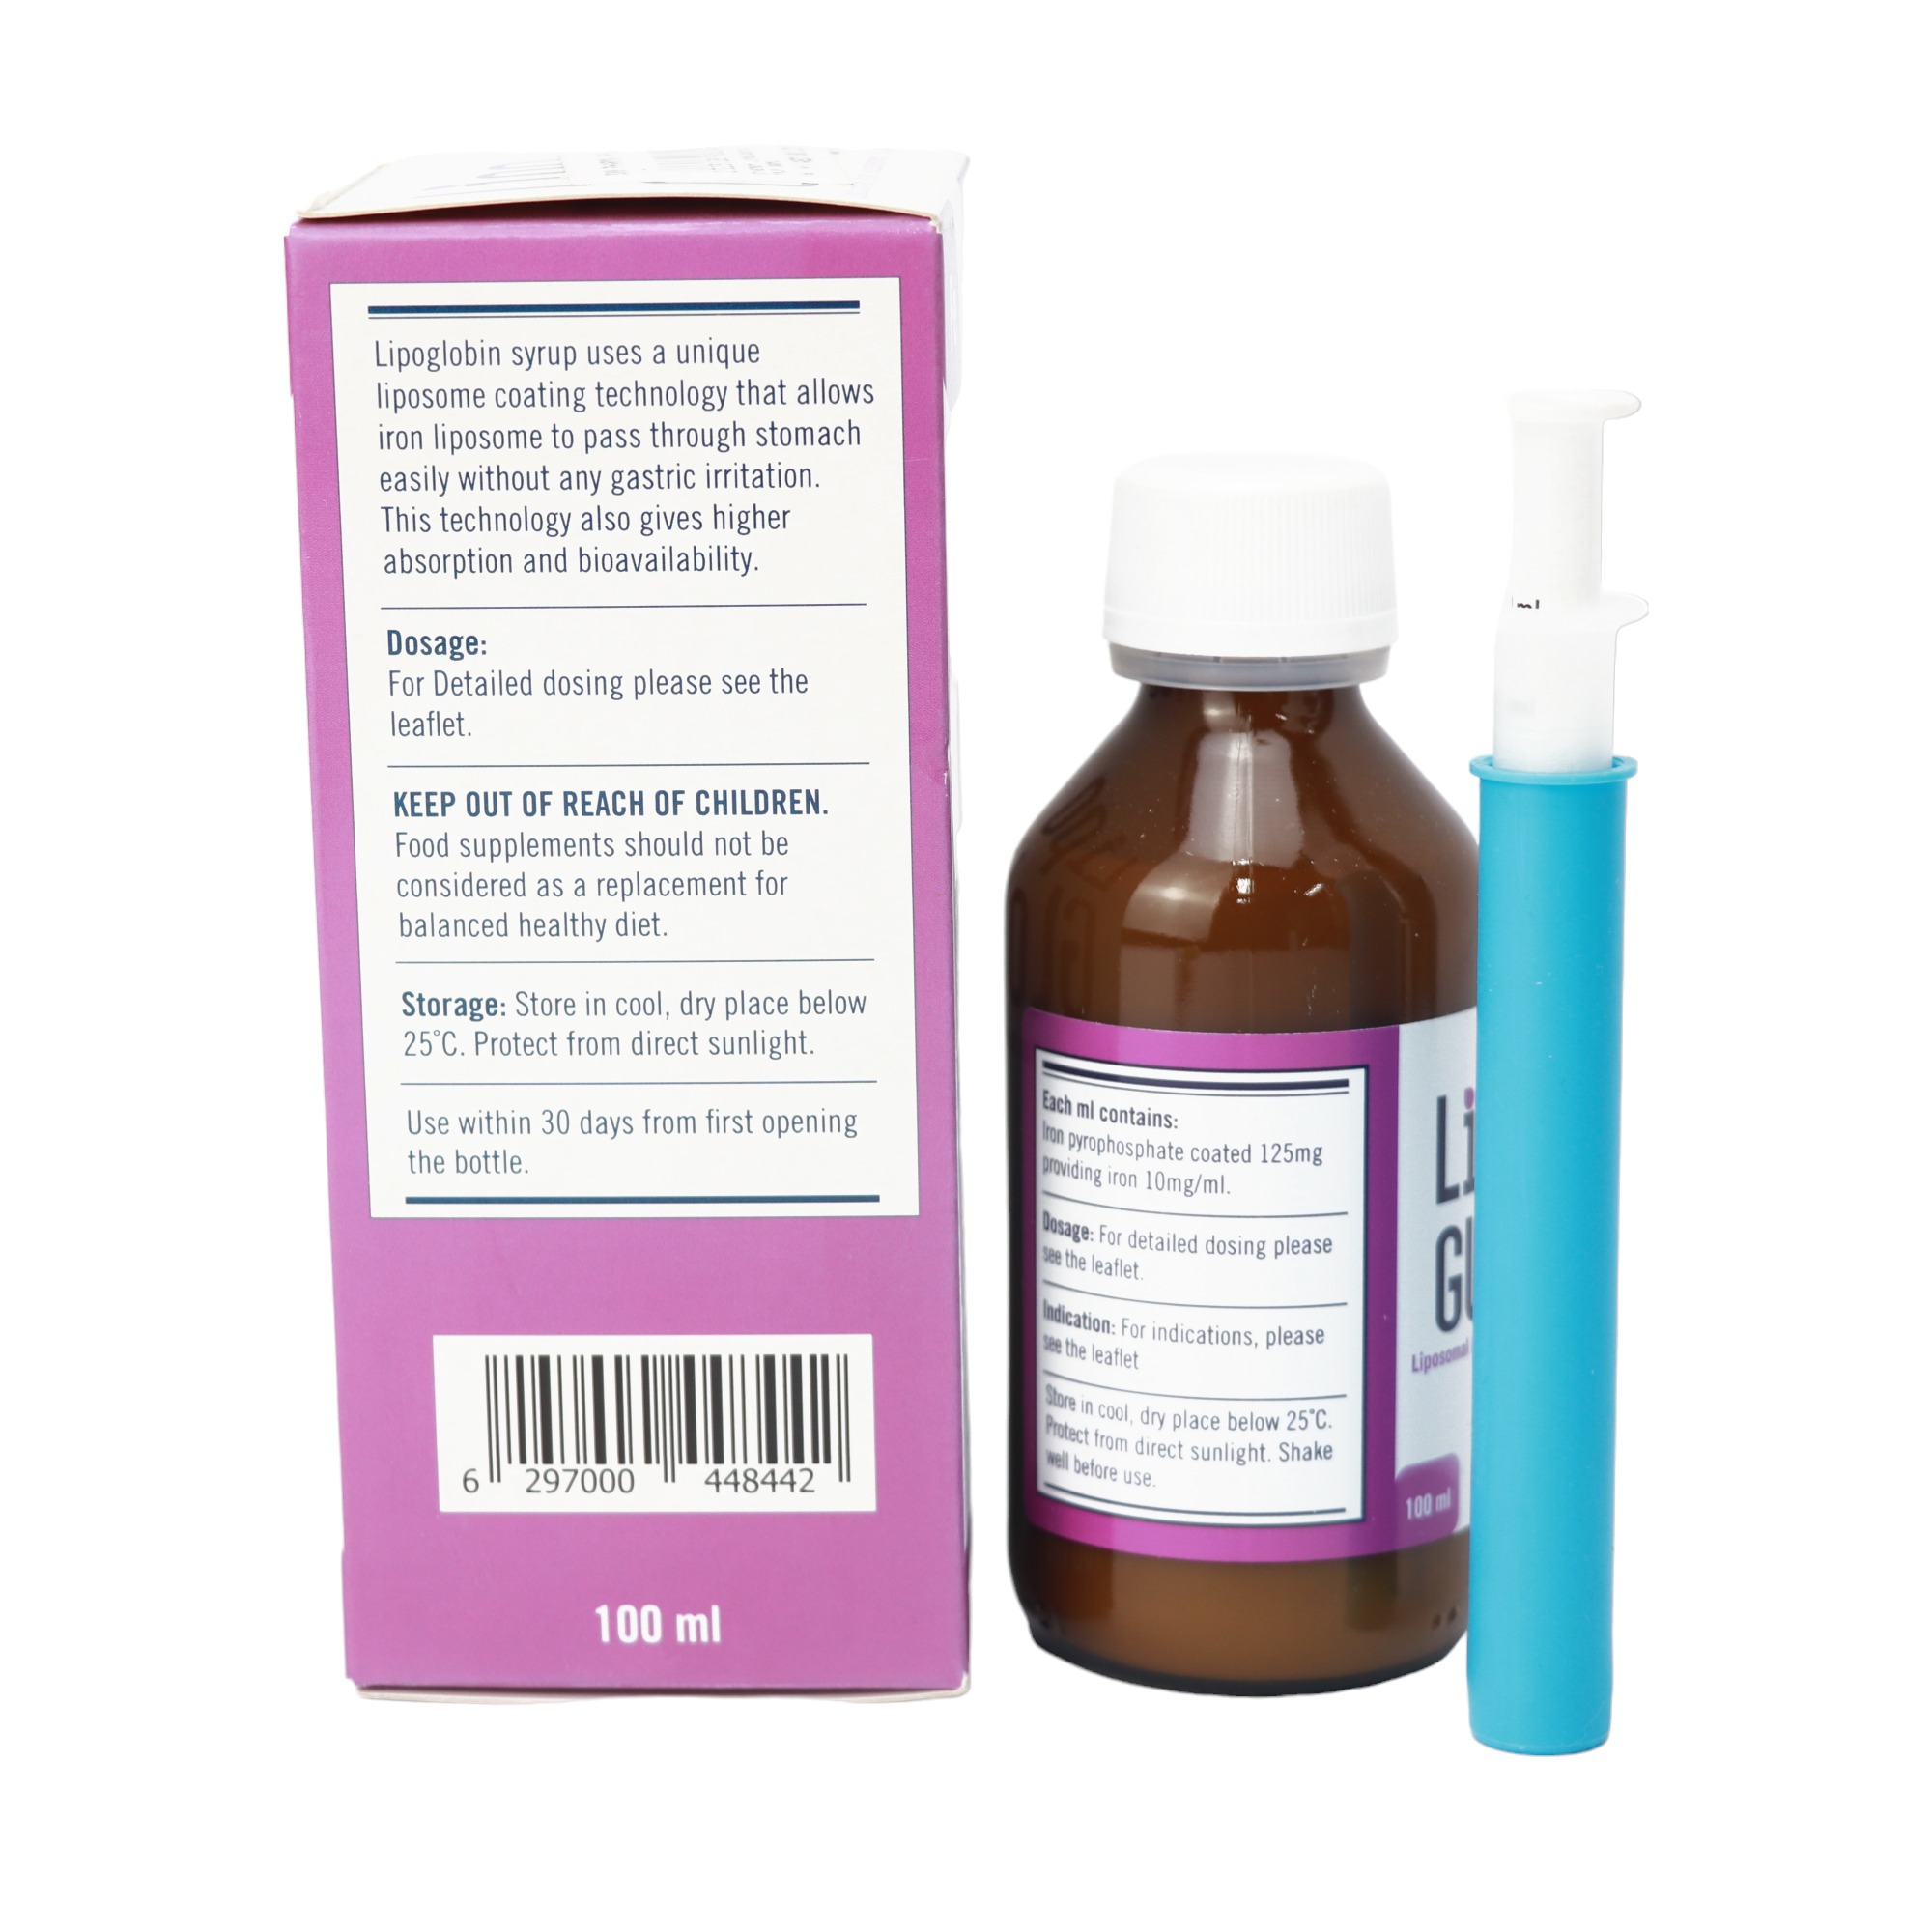 Lipoglobin syrup uses a unique
liposome coating technology that allows
iron liposome to pass through stomach
easily without any gastric irritation.
This technology also gives higher
absorption and bioavailability.
Dosage:
For Detailed dosing please see the
leaflet.
KEEP OUT OF REACH OF CHILDREN.
Food supplements should not be
considered as a replacement for
balanced healthy diet.
Storage: Store in cool, dry place below
25°C. Protect from direct sunlight.
Use within 30 days from first opening
the bottle.
6 297000 448442
100 ml
Each ml contains:
Iron pyrophosphate coated 125mg
providing iron 10mg/ml.
Dosage: For detailed dosing please
see the leaflet.
Indication: For indications, please
see the leaflet
Store in cool, dry place below 25°C.
Protect from direct sunlight. Shake
well before use.
Liposomal
100 ml
ml